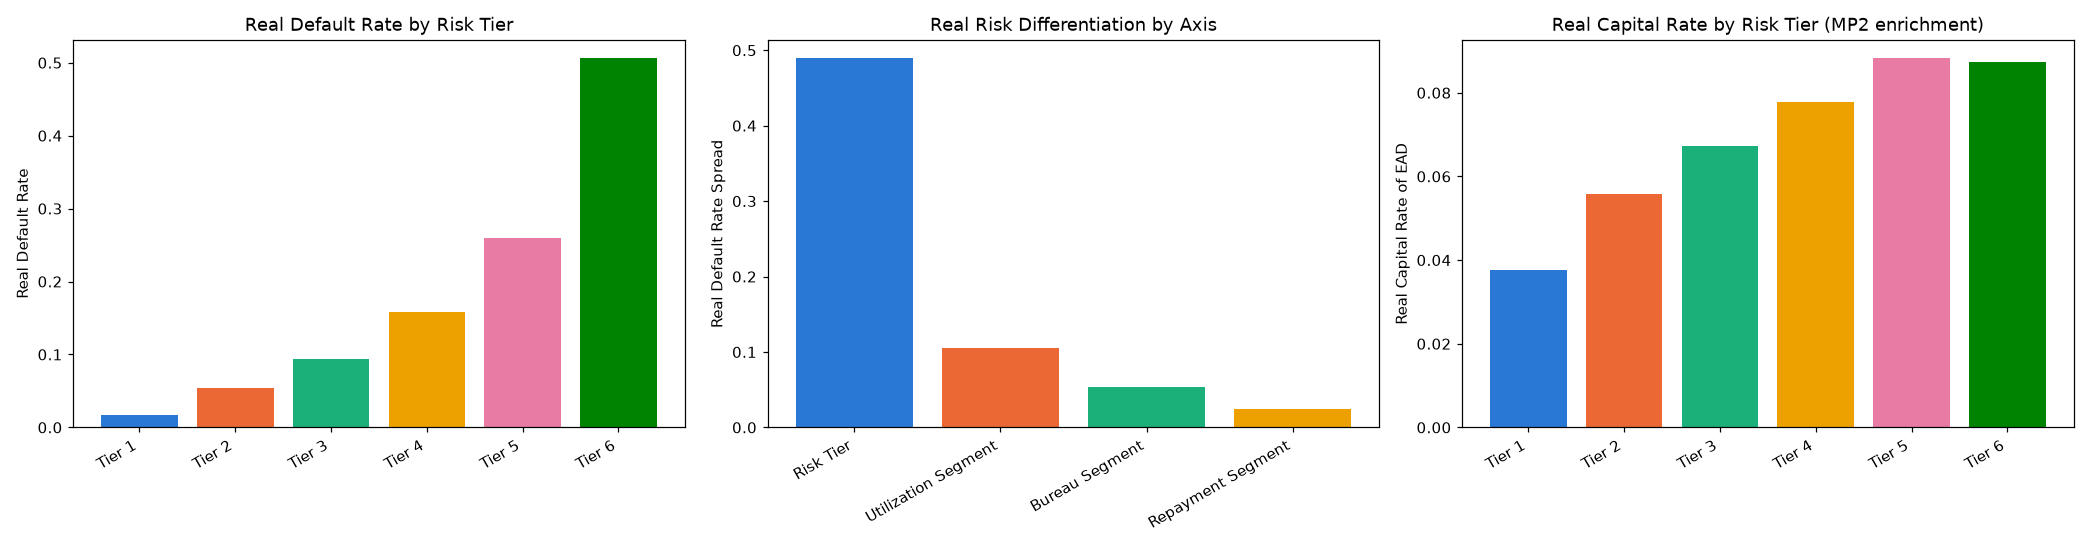 Real Default Rate by Risk Tier
Real Default Rate
0.5
0.4
0.3
0.2
0.1
0.0
Tier 1
Tier 2
Tier 3
Tier 4
Tier 5
Tier 6
Real Risk Differentiation by Axis
Real Default Rate Spread
0.5
0.4
0.3
0.2
0.1
0.0
Risk Tier
Utilization Segment
Bureau Segment
Repayment Segment
Real Capital Rate by Risk Tier (MP2 enrichment)
Real Capital Rate of EAD
0.08
0.06
0.04
0.02
0.00
Tier 1
Tier 2
Tier 3
Tier 4
Tier 5
Tier 6